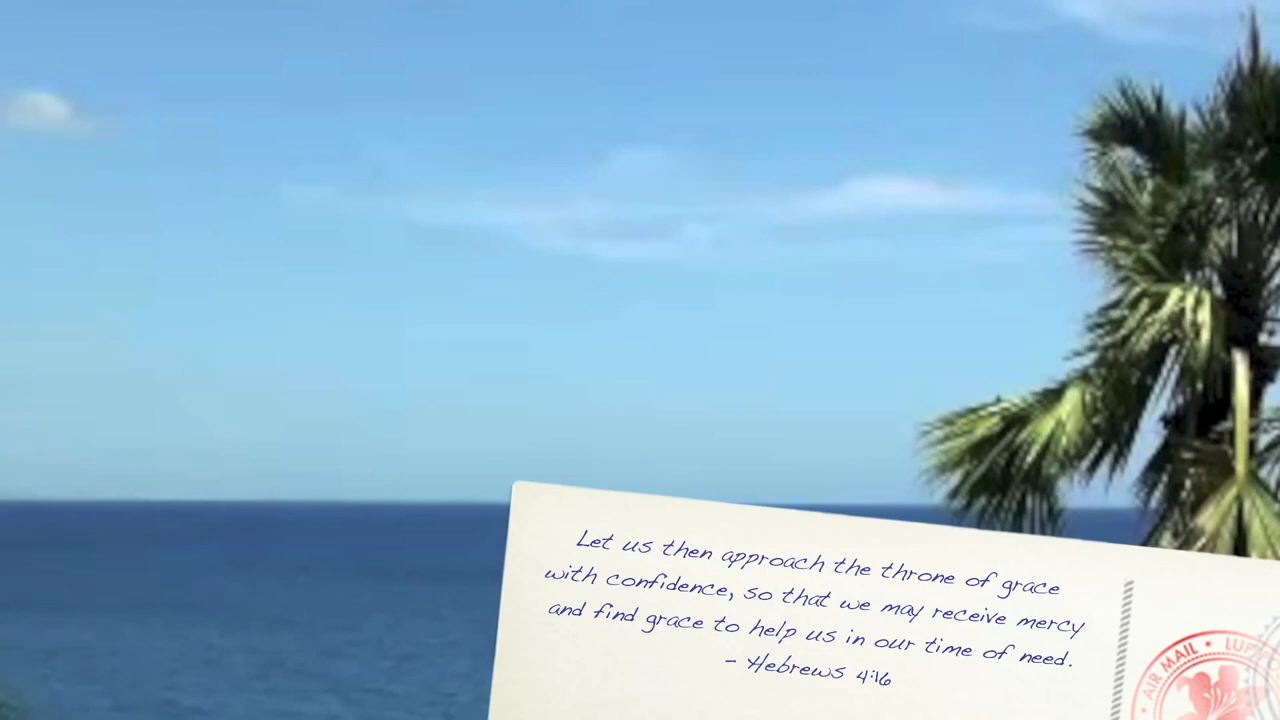 Let us then approach the throne of grace
with confidence, so that we may receive mercy
and find grace to help us in our time of need.
- Hebrews 4:16
AIR MAIL •